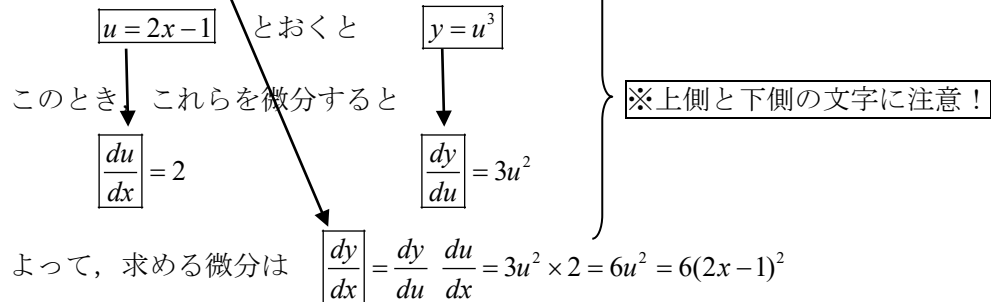 u = 2x − 1 とおくと y = u³
このとき，これらを微分すると ※上側と下側の文字に注意！
du/dx = 2 dy/du = 3u²
よって，求める微分は dy/dx = dy/du du/dx = 3u² × 2 = 6u² = 6(2x − 1)²